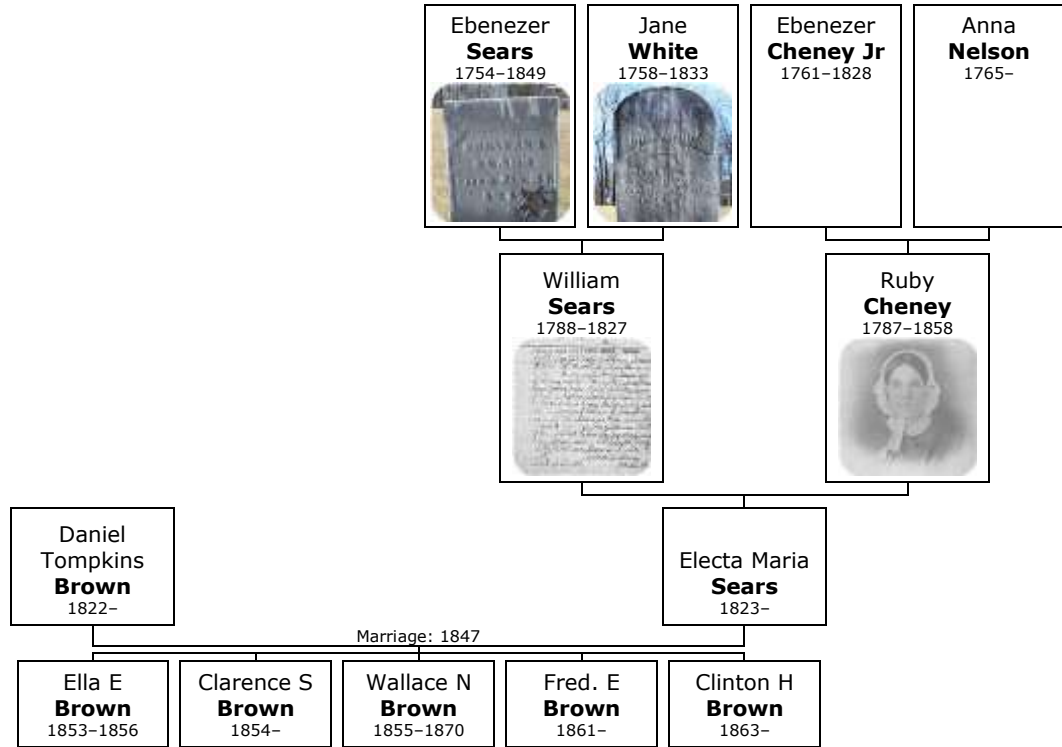 Ebenezer
Sears
1754–1849
Jane
White
1758–1833
Ebenezer
Cheney Jr
1761–1828
Anna
Nelson
1765–
William
Sears
1788–1827
Ruby
Cheney
1787–1858
Daniel
Tompkins
Brown
1822–
Electa Maria
Sears
1823–
Marriage: 1847
Ella E
Brown
1853–1856
Clarence S
Brown
1854–
Wallace N
Brown
1855–1870
Fred. E
Brown
1861–
Clinton H
Brown
1863–